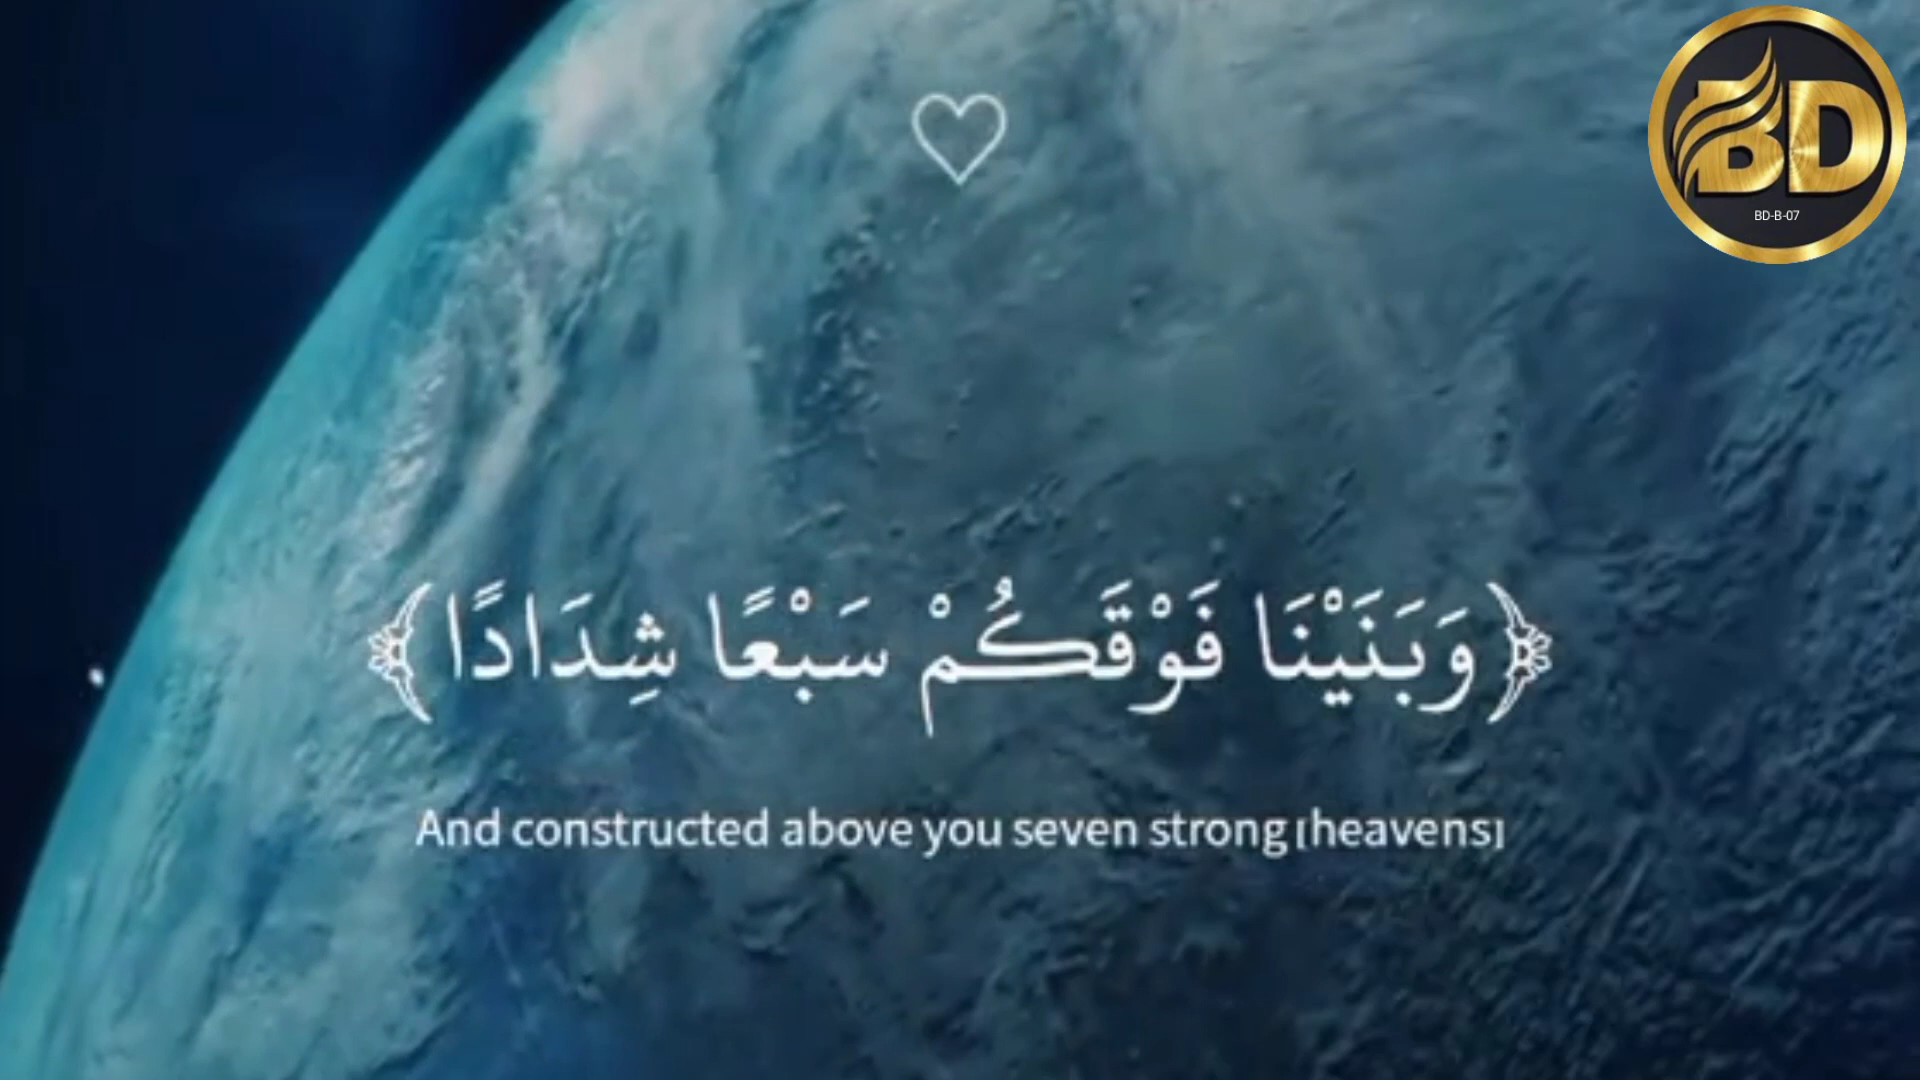 BD
BD-B-07
﴿وَبَنَيْنَا فَوْقَكُمْ سَبْعًا شِدَادًا﴾
And constructed above you seven strong [heavens]